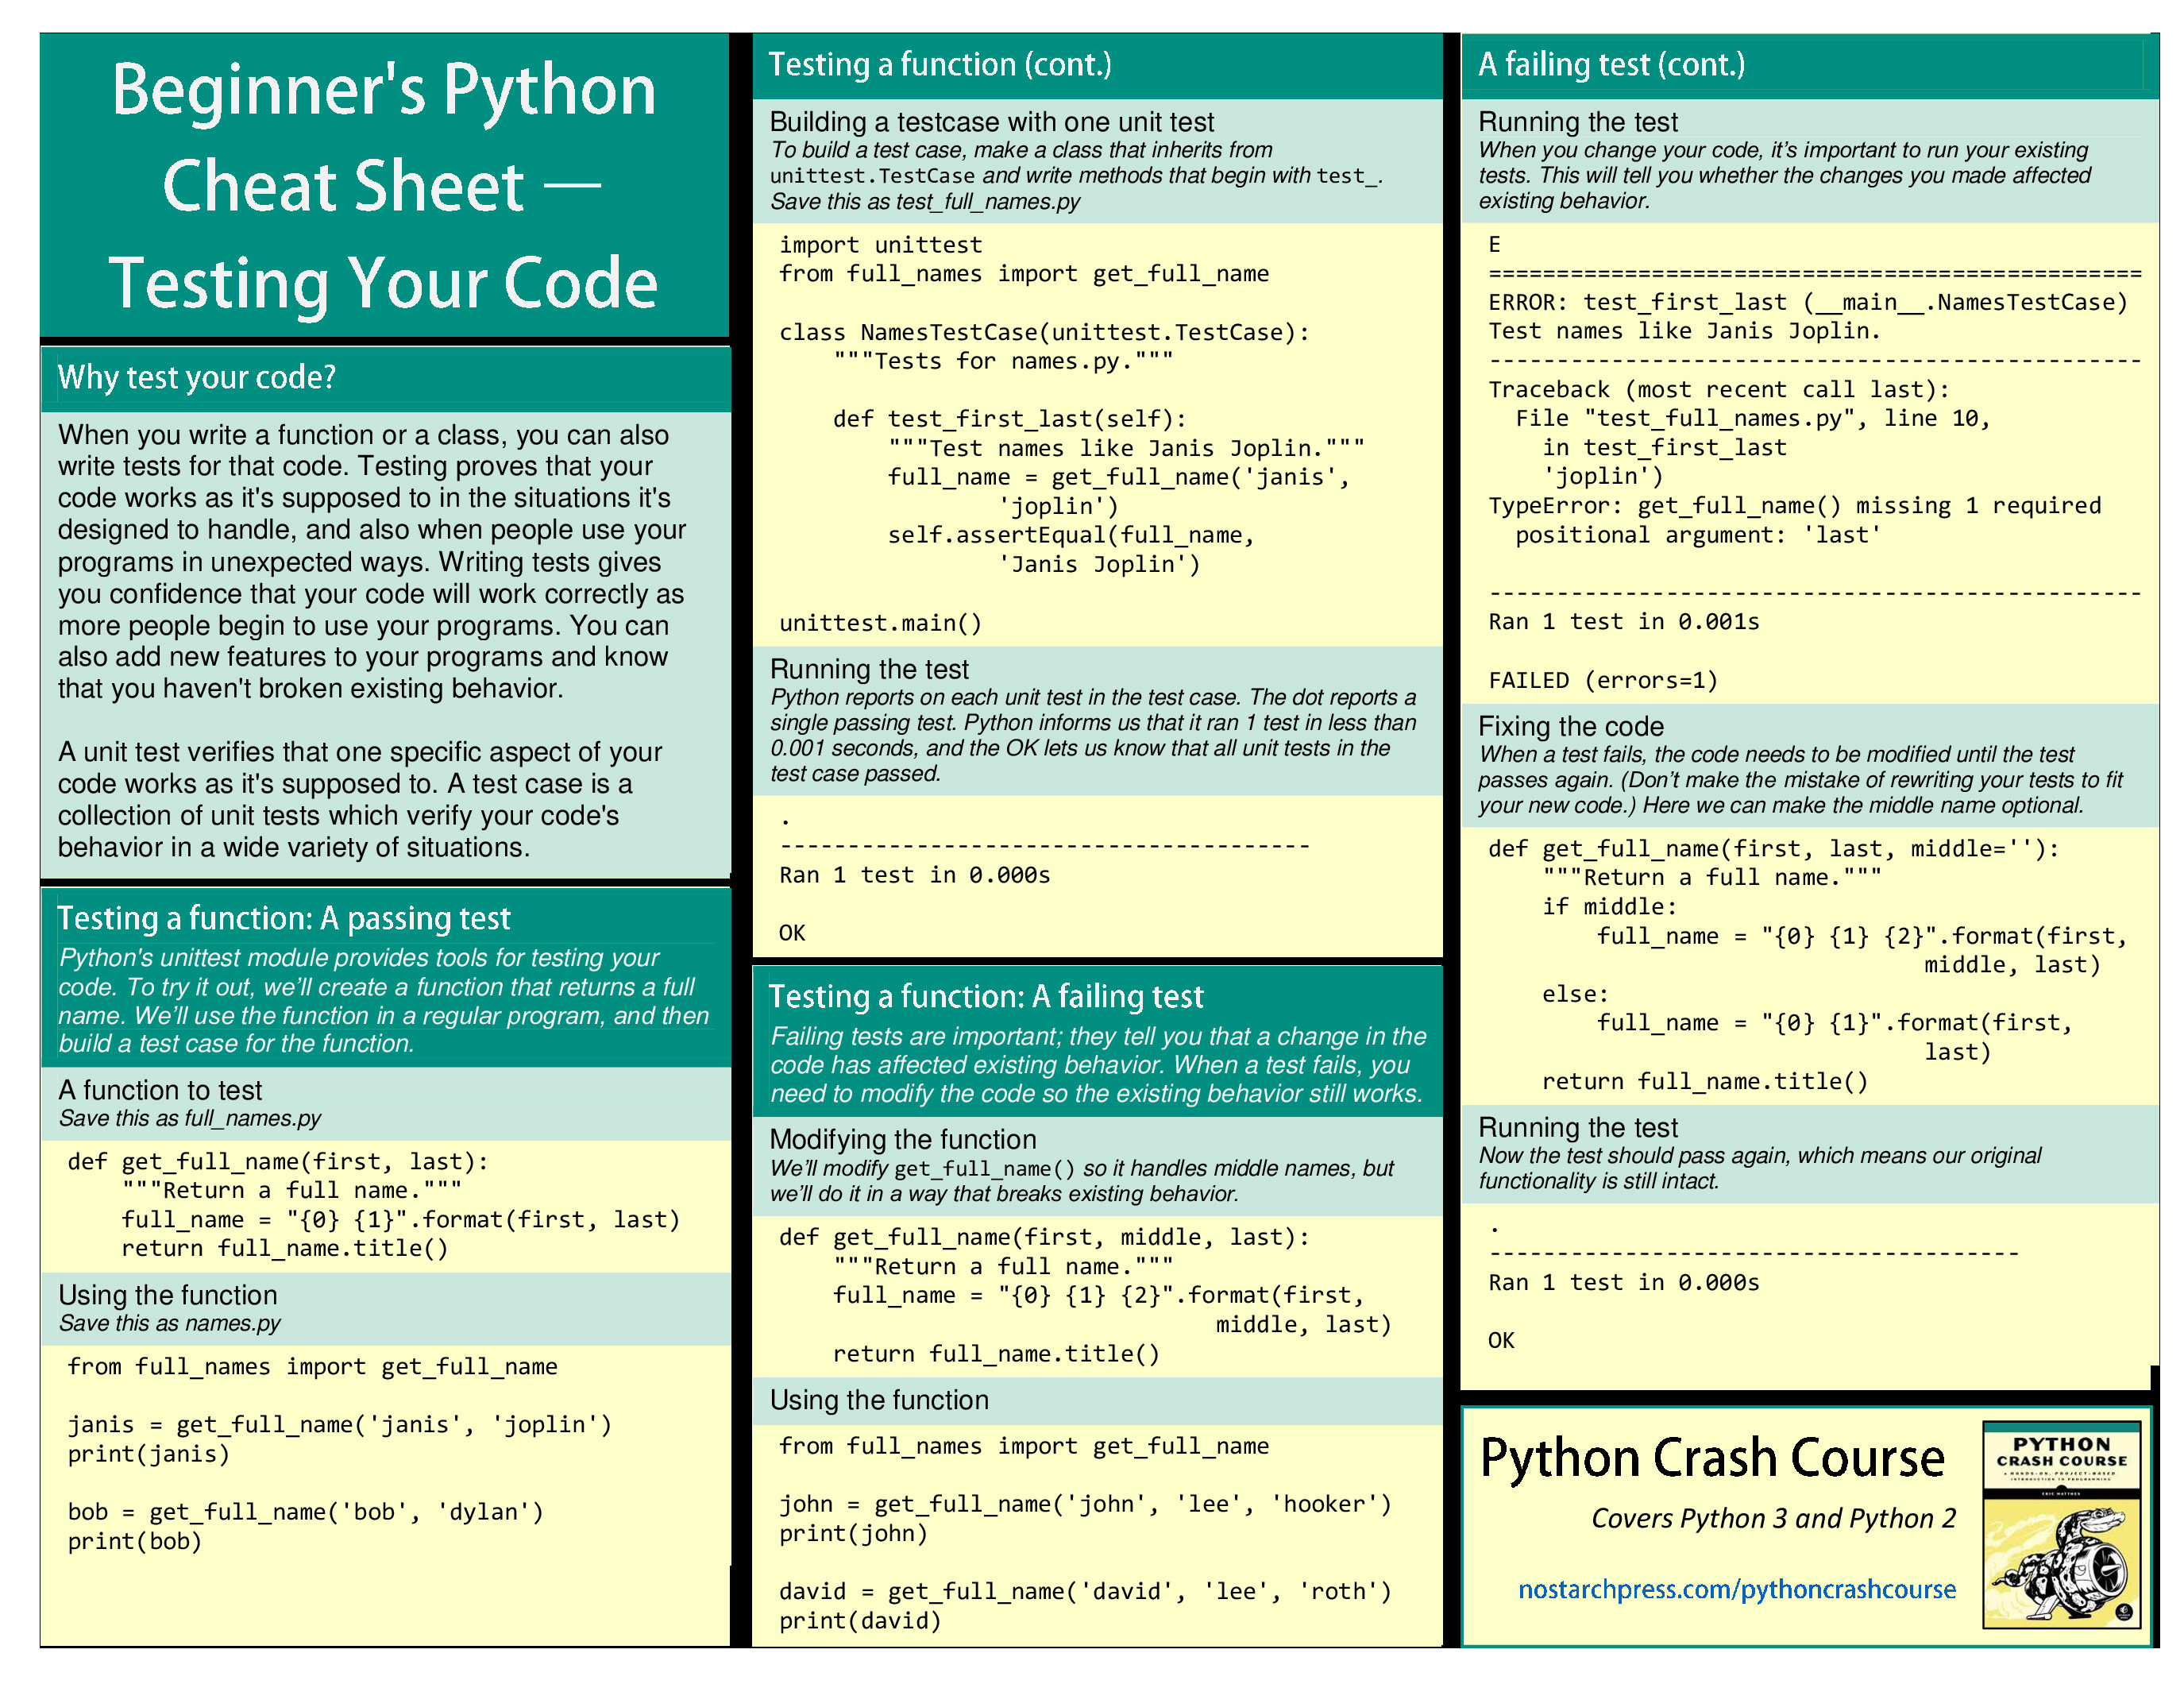 Beginner's Python
Cheat Sheet —
Testing Your Code
Why test your code?
When you write a function or a class, you can also
write tests for that code. Testing proves that your
code works as it's supposed to in the situations it's
designed to handle, and also when people use your
programs in unexpected ways. Writing tests gives
you confidence that your code will work correctly as
more people begin to use your programs. You can
also add new features to your programs and know
that you haven't broken existing behavior.
A unit test verifies that one specific aspect of your
code works as it's supposed to. A test case is a
collection of unit tests which verify your code's
behavior in a wide variety of situations.
Testing a function: A passing test
Python's unittest module provides tools for testing your
code. To try it out, we’ll create a function that returns a full
name. We’ll use the function in a regular program, and then
build a test case for the function.
A function to test
Save this as full_names.py
def get_full_name(first, last):
    """Return a full name."""
    full_name = "{0} {1}".format(first, last)
    return full_name.title()
Using the function
Save this as names.py
from full_names import get_full_name
janis = get_full_name('janis', 'joplin')
print(janis)
bob = get_full_name('bob', 'dylan')
print(bob)
Testing a function (cont.)
Building a testcase with one unit test
To build a test case, make a class that inherits from
unittest.TestCase and write methods that begin with test_.
Save this as test_full_names.py
import unittest
from full_names import get_full_name
class NamesTestCase(unittest.TestCase):
    """Tests for names.py."""
    def test_first_last(self):
        """Test names like Janis Joplin."""
        full_name = get_full_name('janis',
                'joplin')
        self.assertEqual(full_name,
                'Janis Joplin')
unittest.main()
Running the test
Python reports on each unit test in the test case. The dot reports a
single passing test. Python informs us that it ran 1 test in less than
0.001 seconds, and the OK lets us know that all unit tests in the
test case passed.
.
---------------------------------------
Ran 1 test in 0.000s
OK
Testing a function: A failing test
Failing tests are important; they tell you that a change in the
code has affected existing behavior. When a test fails, you
need to modify the code so the existing behavior still works.
Modifying the function
We’ll modify get_full_name() so it handles middle names, but
we’ll do it in a way that breaks existing behavior.
def get_full_name(first, middle, last):
    """Return a full name."""
    full_name = "{0} {1} {2}".format(first,
                                middle, last)
    return full_name.title()
Using the function
from full_names import get_full_name
john = get_full_name('john', 'lee', 'hooker')
print(john)
david = get_full_name('david', 'lee', 'roth')
print(david)
A failing test (cont.)
Running the test
When you change your code, it’s important to run your existing
tests. This will tell you whether the changes you made affected
existing behavior.
E
================================================
ERROR: test_first_last (__main__.NamesTestCase)
Test names like Janis Joplin.
------------------------------------------------
Traceback (most recent call last):
  File "test_full_names.py", line 10,
    in test_first_last
    'joplin')
TypeError: get_full_name() missing 1 required
  positional argument: 'last'
------------------------------------------------
Ran 1 test in 0.001s
FAILED (errors=1)
Fixing the code
When a test fails, the code needs to be modified until the test
passes again. (Don’t make the mistake of rewriting your tests to fit
your new code.) Here we can make the middle name optional.
def get_full_name(first, last, middle=''):
    """Return a full name."""
    if middle:
        full_name = "{0} {1} {2}".format(first,
                                middle, last)
    else:
        full_name = "{0} {1}".format(first,
                                last)
    return full_name.title()
Running the test
Now the test should pass again, which means our original
functionality is still intact.
.
---------------------------------------
Ran 1 test in 0.000s
OK
Python Crash Course
Covers Python 3 and Python 2
nostarchpress.com/pythoncrashcourse
PYTHON
CRASH COURSE
A HANDS-ON, PROJECT-BASED
INTRODUCTION TO PROGRAMMING
ERIC MATTHES